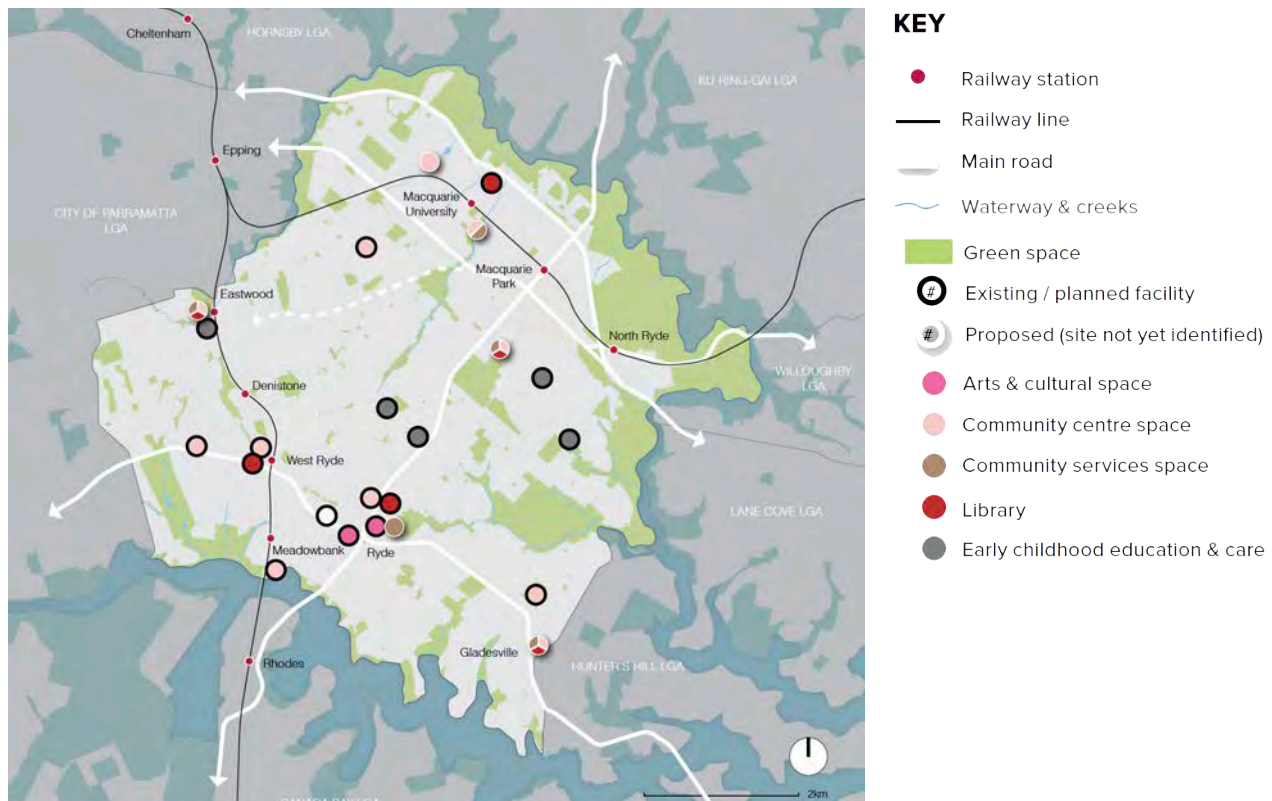 Cheltenham
HORNSBY LGA
KU-RING-GAI LGA
Epping
Macquarie
University
CITY OF PARRAMATTA
LGA
Macquarie
Park
Eastwood
North Ryde
WILLOUGHBY
LGA
Denistone
West Ryde
LANE COVE LGA
Meadowbank
Ryde
Gladesville
HUNTER'S HILL LGA
Rhodes
2km
KEY
Railway station
Railway line
Main road
Waterway & creeks
Green space
# Existing / planned facility
# Proposed (site not yet identified)
Arts & cultural space
Community centre space
Community services space
Library
Early childhood education & care